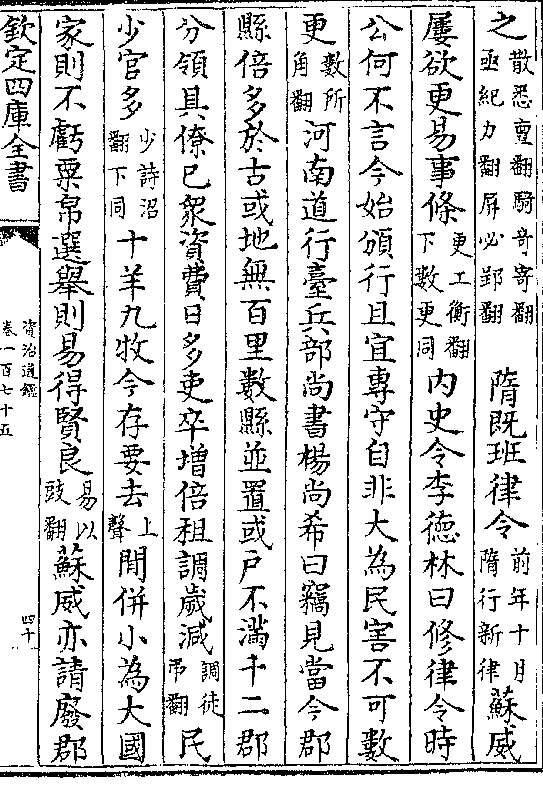 之散悉亶翻騎奇寄翻亟紀力翻屏必郢翻　隋既班律令前年十月隋行新律蘇威
屢欲更易事條更工衡翻下數更同內史令李德林曰修律令時
公何不言今始頒行且宜專守自非大為民害不可數
更數所角翻河南道行臺兵部尚書楊尚希曰竊見當今郡
縣倍多於古或地無百里數縣並置或戶不滿千二郡
分領具僚已衆資費日多吏卒增倍租調歲減調徒弔翻民
少官多少詩沼翻下同十羊九牧今存要去上聲閒併小為大國
家則不虧粟帛選舉則易得賢良易以豉翻蘇威亦請廢郡
欽定四庫全書
資治通鑑
卷一百七十五
四十